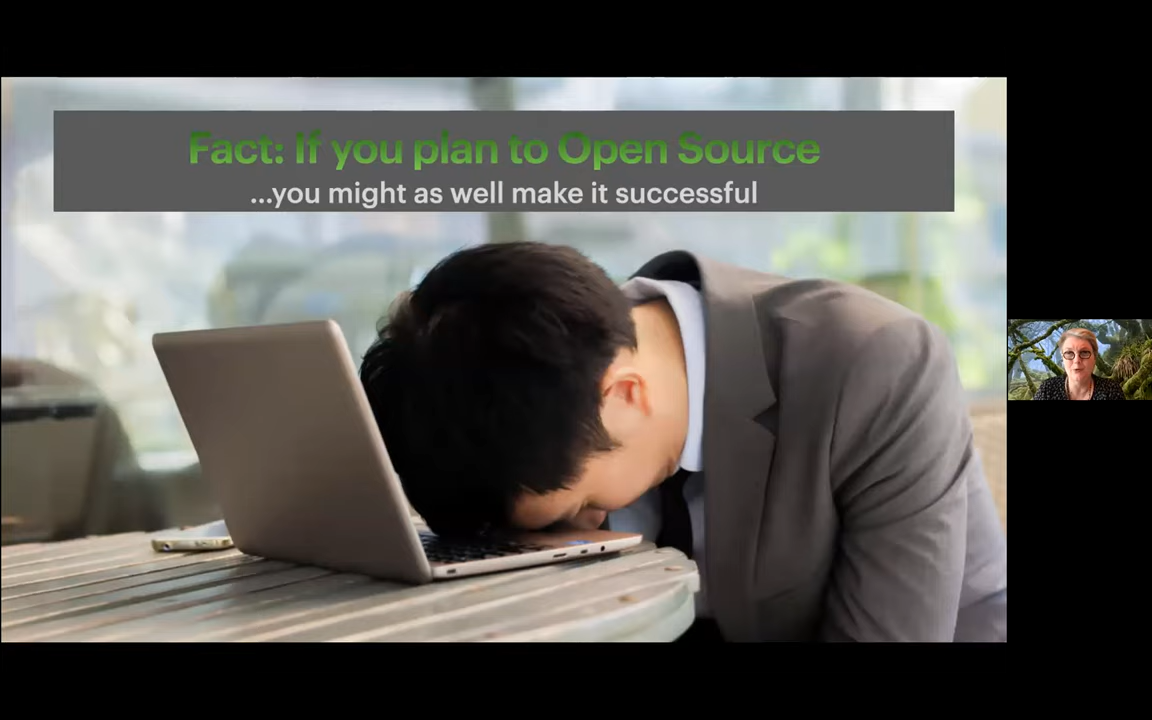 Fact: If you plan to Open Source
...you might as well make it successful